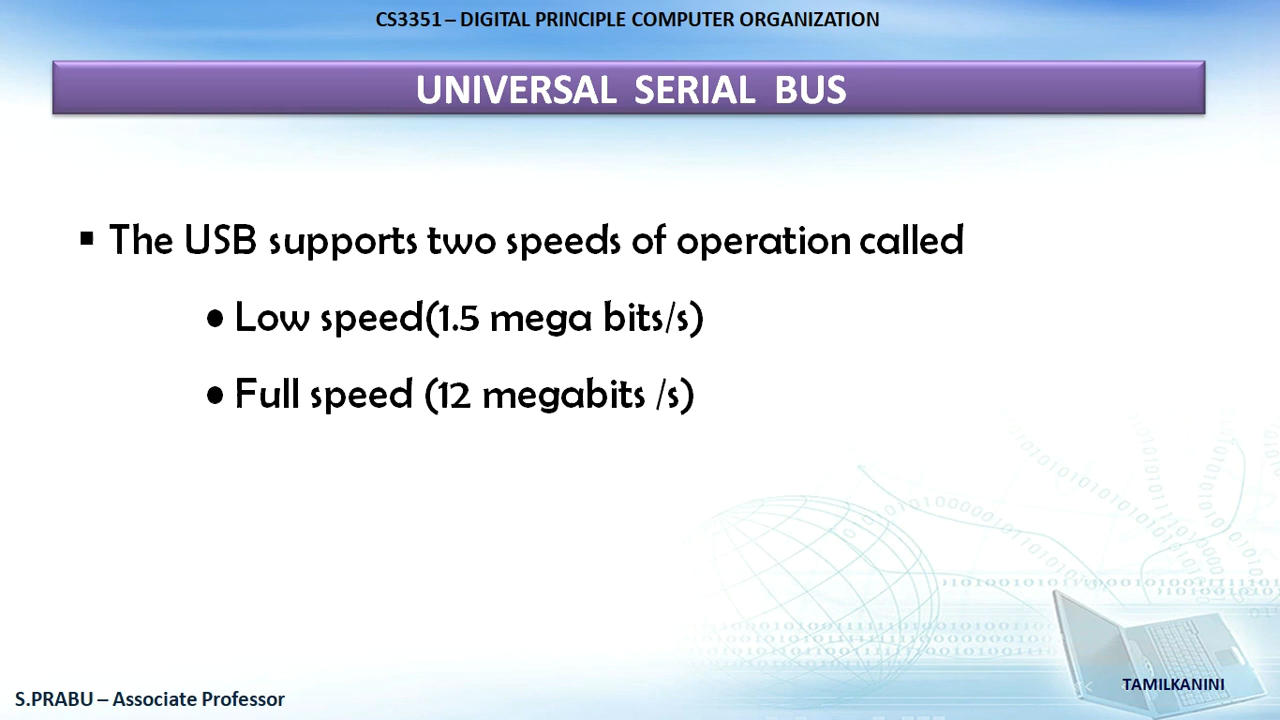 CS3351 – DIGITAL PRINCIPLE COMPUTER ORGANIZATION
UNIVERSAL SERIAL BUS
▪ The USB supports two speeds of operation called
● Low speed(1.5 mega bits/s)
● Full speed (12 megabits /s)
S.PRABU – Associate Professor
TAMILKANINI